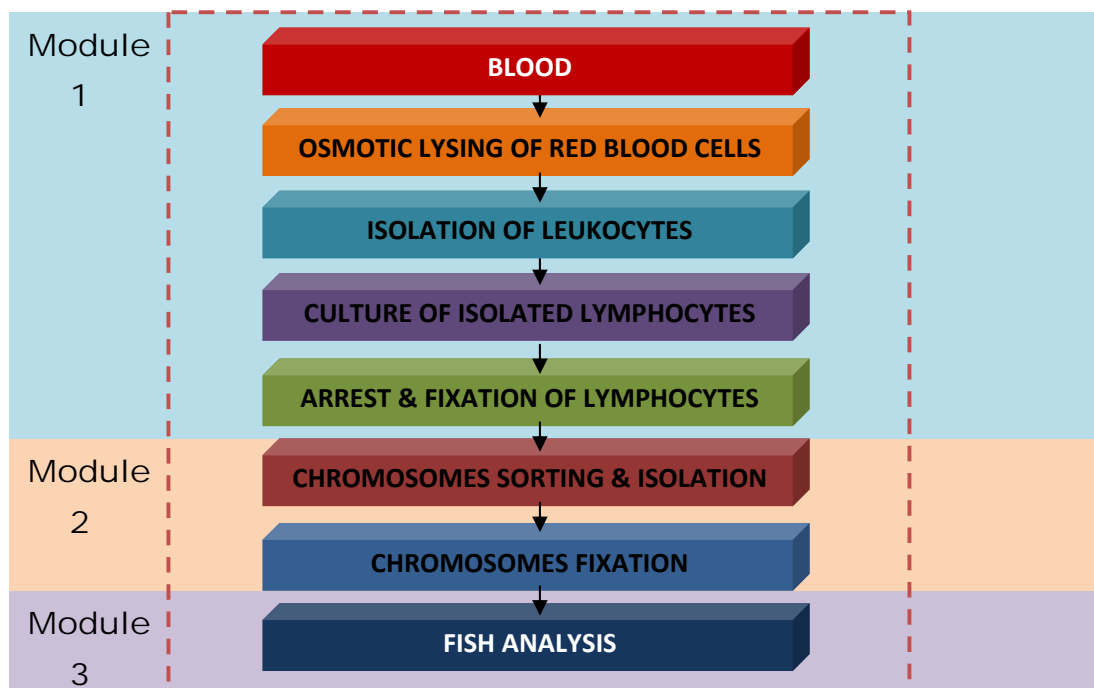 Module
1
BLOOD
OSMOTIC LYSING OF RED BLOOD CELLS
ISOLATION OF LEUKOCYTES
CULTURE OF ISOLATED LYMPHOCYTES
ARREST & FIXATION OF LYMPHOCYTES
Module
2
CHROMOSOMES SORTING & ISOLATION
CHROMOSOMES FIXATION
Module
3
FISH ANALYSIS